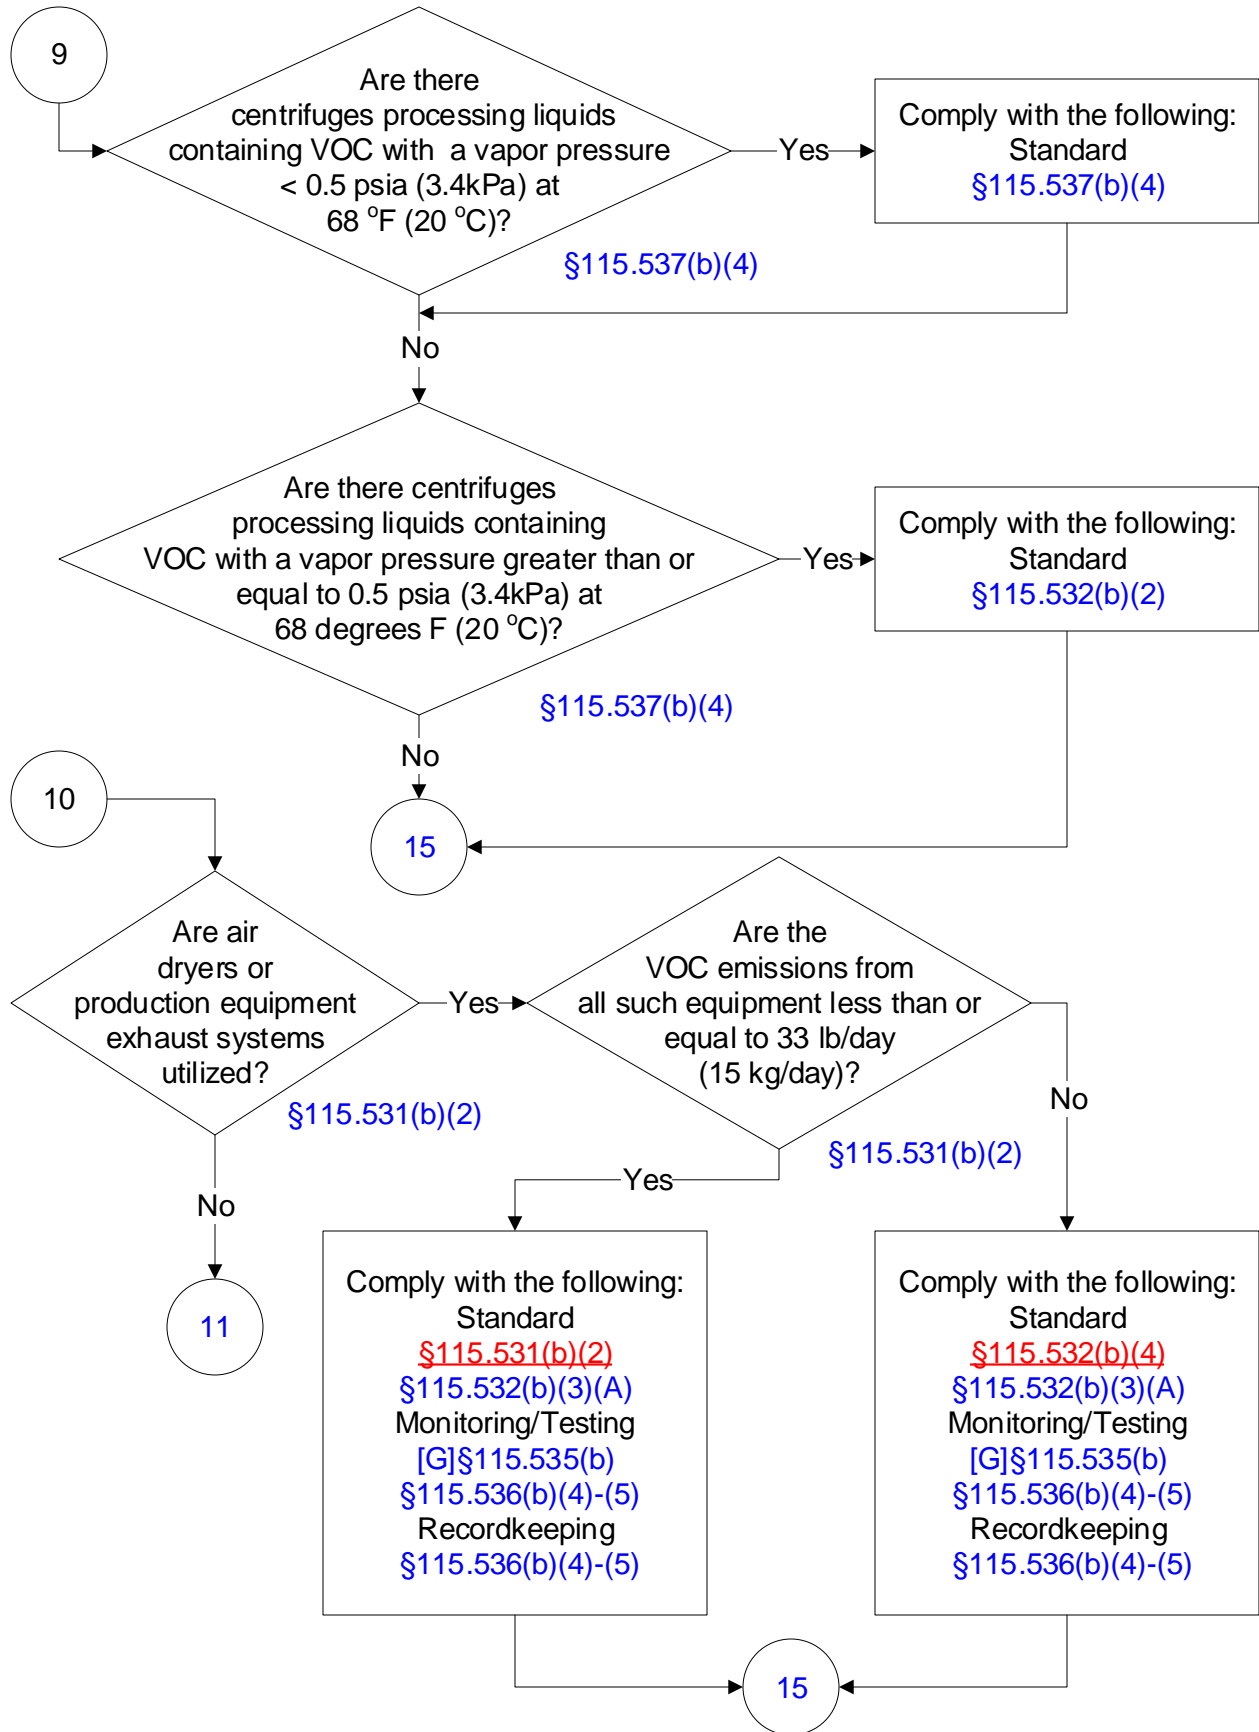 9
Are there
centrifuges processing liquids
containing VOC with a vapor pressure
< 0.5 psia (3.4kPa) at
68 °F (20 °C)?
Yes
Comply with the following:
Standard
§115.537(b)(4)
§115.537(b)(4)
No
Are there centrifuges
processing liquids containing
VOC with a vapor pressure greater than or
equal to 0.5 psia (3.4kPa) at
68 degrees F (20 °C)?
Yes
Comply with the following:
Standard
§115.532(b)(2)
§115.537(b)(4)
No
15
10
Are air
dryers or
production equipment
exhaust systems
utilized?
Yes
§115.531(b)(2)
No
11
Are the
VOC emissions from
all such equipment less than or
equal to 33 lb/day
(15 kg/day)?
§115.531(b)(2)
Yes
No
Comply with the following:
Standard
§115.531(b)(2)
§115.532(b)(3)(A)
Monitoring/Testing
[G]§115.535(b)
§115.536(b)(4)-(5)
Recordkeeping
§115.536(b)(4)-(5)
Comply with the following:
Standard
§115.532(b)(4)
§115.532(b)(3)(A)
Monitoring/Testing
[G]§115.535(b)
§115.536(b)(4)-(5)
Recordkeeping
§115.536(b)(4)-(5)
15